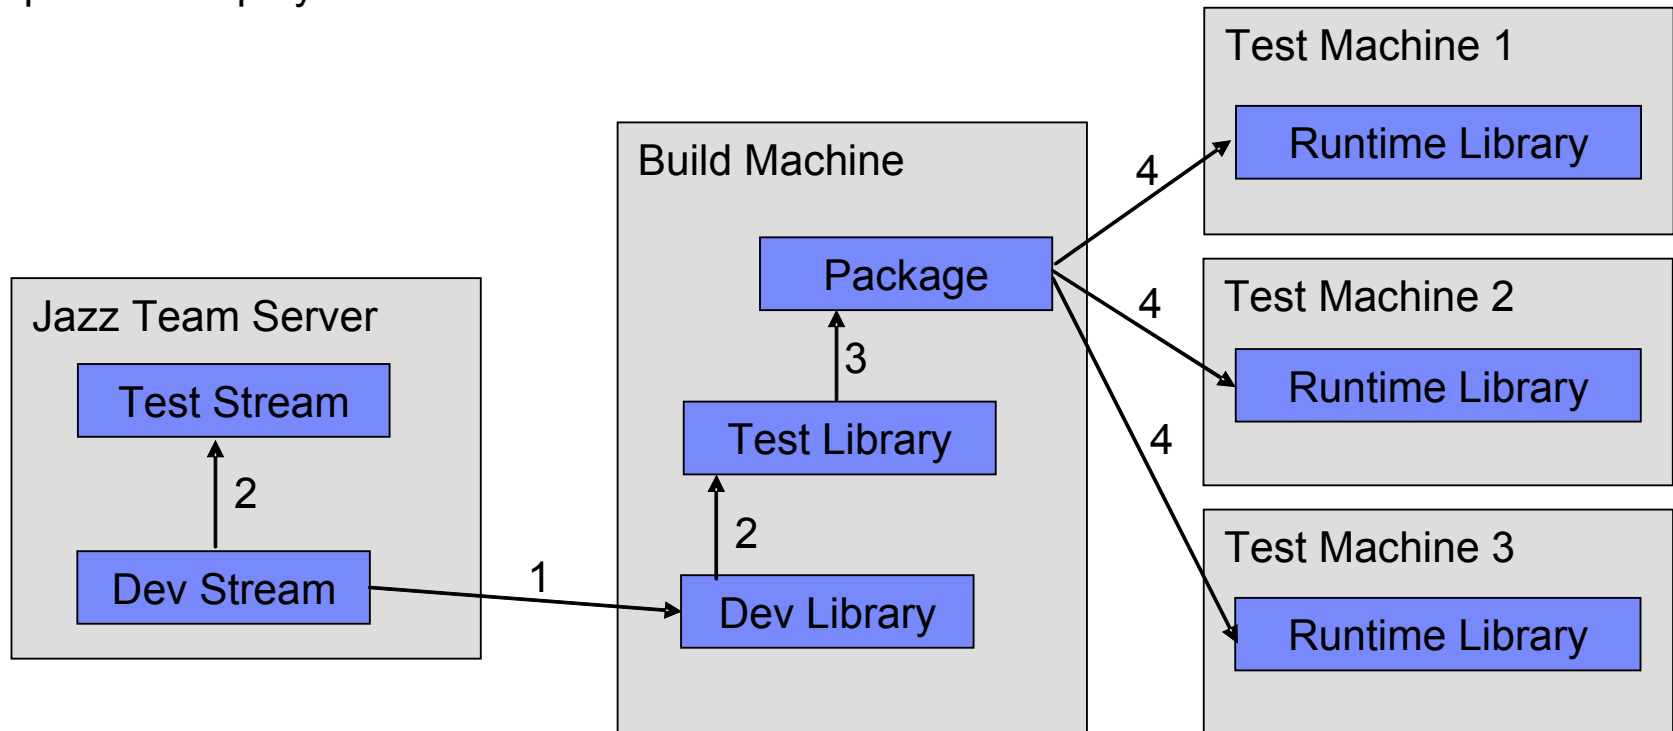 Jazz Team Server
Test Stream
2
Dev Stream
1
Build Machine
Package
3
Test Library
2
Dev Library
4
4
4
Test Machine 1
Runtime Library
Test Machine 2
Runtime Library
Test Machine 3
Runtime Library